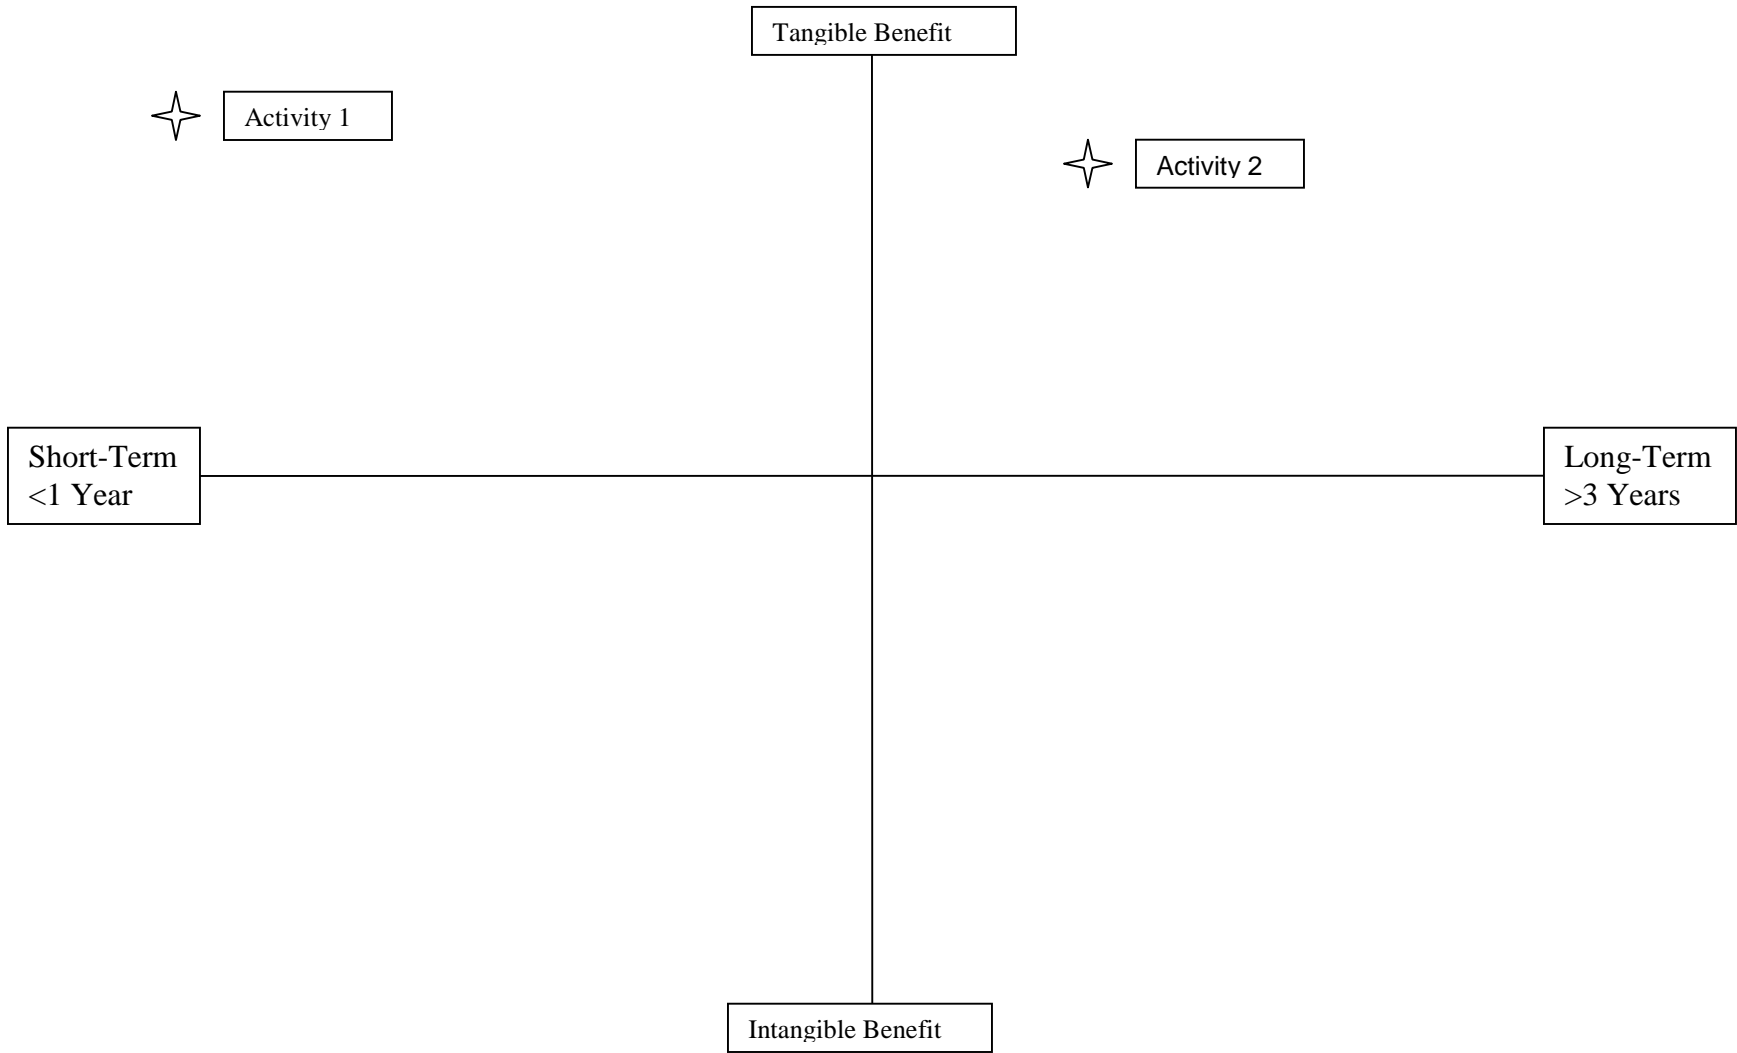 Tangible Benefit
Activity 1
Activity 2
Short-Term
<1 Year
Long-Term
>3 Years
Intangible Benefit